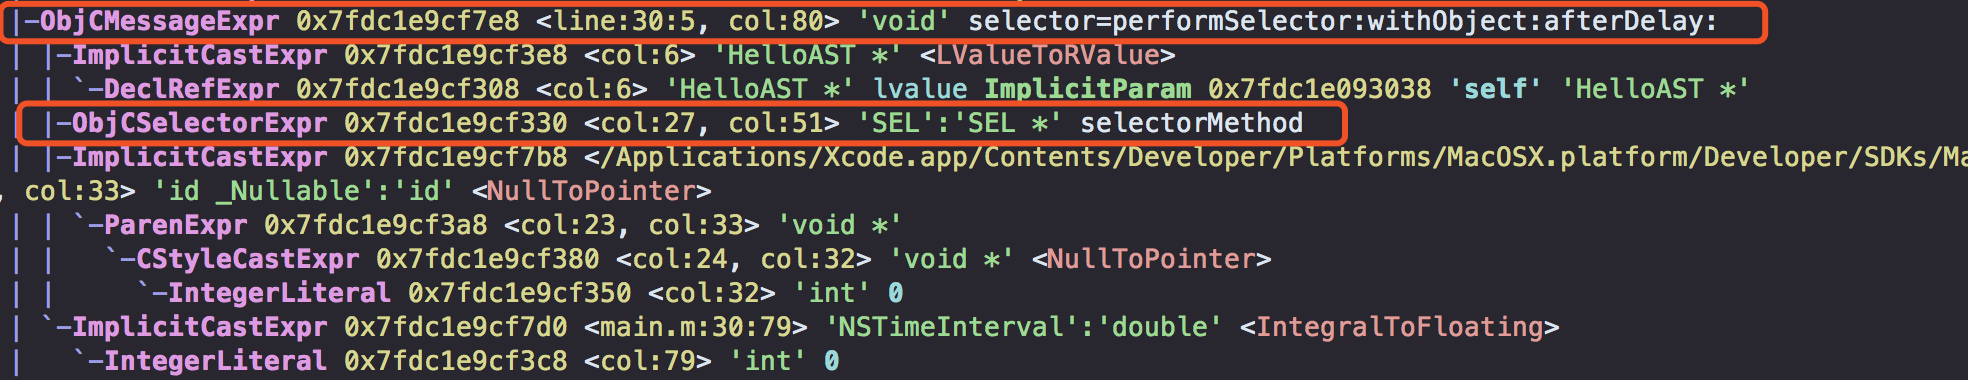 |-ObjCMessageExpr 0x7fdc1e9cf7e8 <line:30:5, col:80> 'void' selector=performSelector:withObject:afterDelay:
| |-ImplicitCastExpr 0x7fdc1e9cf3e8 <col:6> 'HelloAST *' <LValueToRValue>
| | `-DeclRefExpr 0x7fdc1e9cf308 <col:6> 'HelloAST *' lvalue ImplicitParam 0x7fdc1e093038 'self' 'HelloAST *'
| |-ObjCSelectorExpr 0x7fdc1e9cf330 <col:27, col:51> 'SEL':'SEL *' selectorMethod
| |-ImplicitCastExpr 0x7fdc1e9cf7b8 </Applications/Xcode.app/Contents/Developer/Platforms/MacOSX.platform/Developer/SDKs/Ma
, col:33> 'id _Nullable':'id' <NullToPointer>
| | `-ParenExpr 0x7fdc1e9cf3a8 <col:23, col:33> 'void *'
| |   `-CStyleCastExpr 0x7fdc1e9cf380 <col:24, col:32> 'void *' <NullToPointer>
| |     `-IntegerLiteral 0x7fdc1e9cf350 <col:32> 'int' 0
| `-ImplicitCastExpr 0x7fdc1e9cf7d0 <main.m:30:79> 'NSTimeInterval':'double' <IntegralToFloating>
|   `-IntegerLiteral 0x7fdc1e9cf3c8 <col:79> 'int' 0